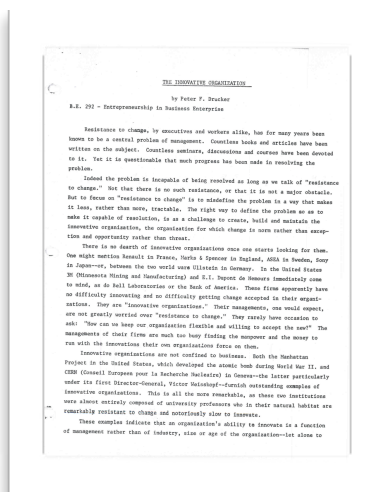 THE INNOVATIVE ORGANIZATION
by Peter F. Drucker
B.E. 292 - Entrepreneurship in Business Enterprise
Resistance to change, by executives and workers alike, has for many years been
known to be a central problem of management. Countless books and articles have been
written on the subject. Countless seminars, discussions and courses have been devoted
to it. Yet it is questionable that much progress has been made in resolving the
problem.
Indeed the problem is incapable of being resolved as long as we talk of "resistance
to change." Not that there is no such resistance, or that it is not a major obstacle.
But to focus on "resistance to change" is to misdefine the problem in a way that makes
it less, rather than more, tractable. The right way to define the problem so as to
make it capable of resolution, is as a challenge to create, build and maintain the
innovative organization, the organization for which change is norm rather than excep-
tion and opportunity rather than threat.
There is no dearth of innovative organizations once one starts looking for them.
One might mention Renault in France, Marks & Spencer in England, ASEA in Sweden, Sony
in Japan--or, between the two world wars Ullstein in Germany. In the United States
3M (Minnesota Mining and Manufacturing) and E.I. Dupont de Nemours immediately come
to mind, as do Bell Laboratories or the Bank of America. These firms apparently have
no difficulty innovating and no difficulty getting change accepted in their organi-
zations. They are "innovative organizations." Their managements, one would expect,
are not greatly worried over "resistance to change." They rarely have occasion to
ask: "How can we keep our organization flexible and willing to accept the new?" The
managements of their firms are much too busy finding the manpower and the money to
run with the innovations their own organizations force on them.
Innovative organizations are not confined to business. Both the Manhattan
Project in the United States, which developed the atomic bomb during World War II, and
CERN (Conseil Europeen pour la Recherche Nucleaire) in Geneva--the latter particularly
under its first Director-General, Victor Weisskopf--furnish outstanding examples of
innovative organizations. This is all the more remarkable, as these two institutions
were almost entirely composed of university professors who in their natural habitat are
remarkably resistant to change and notoriously slow to innovate.
These examples indicate that an organization's ability to innovate is a function
of management rather than of industry, size or age of the organization--let alone to